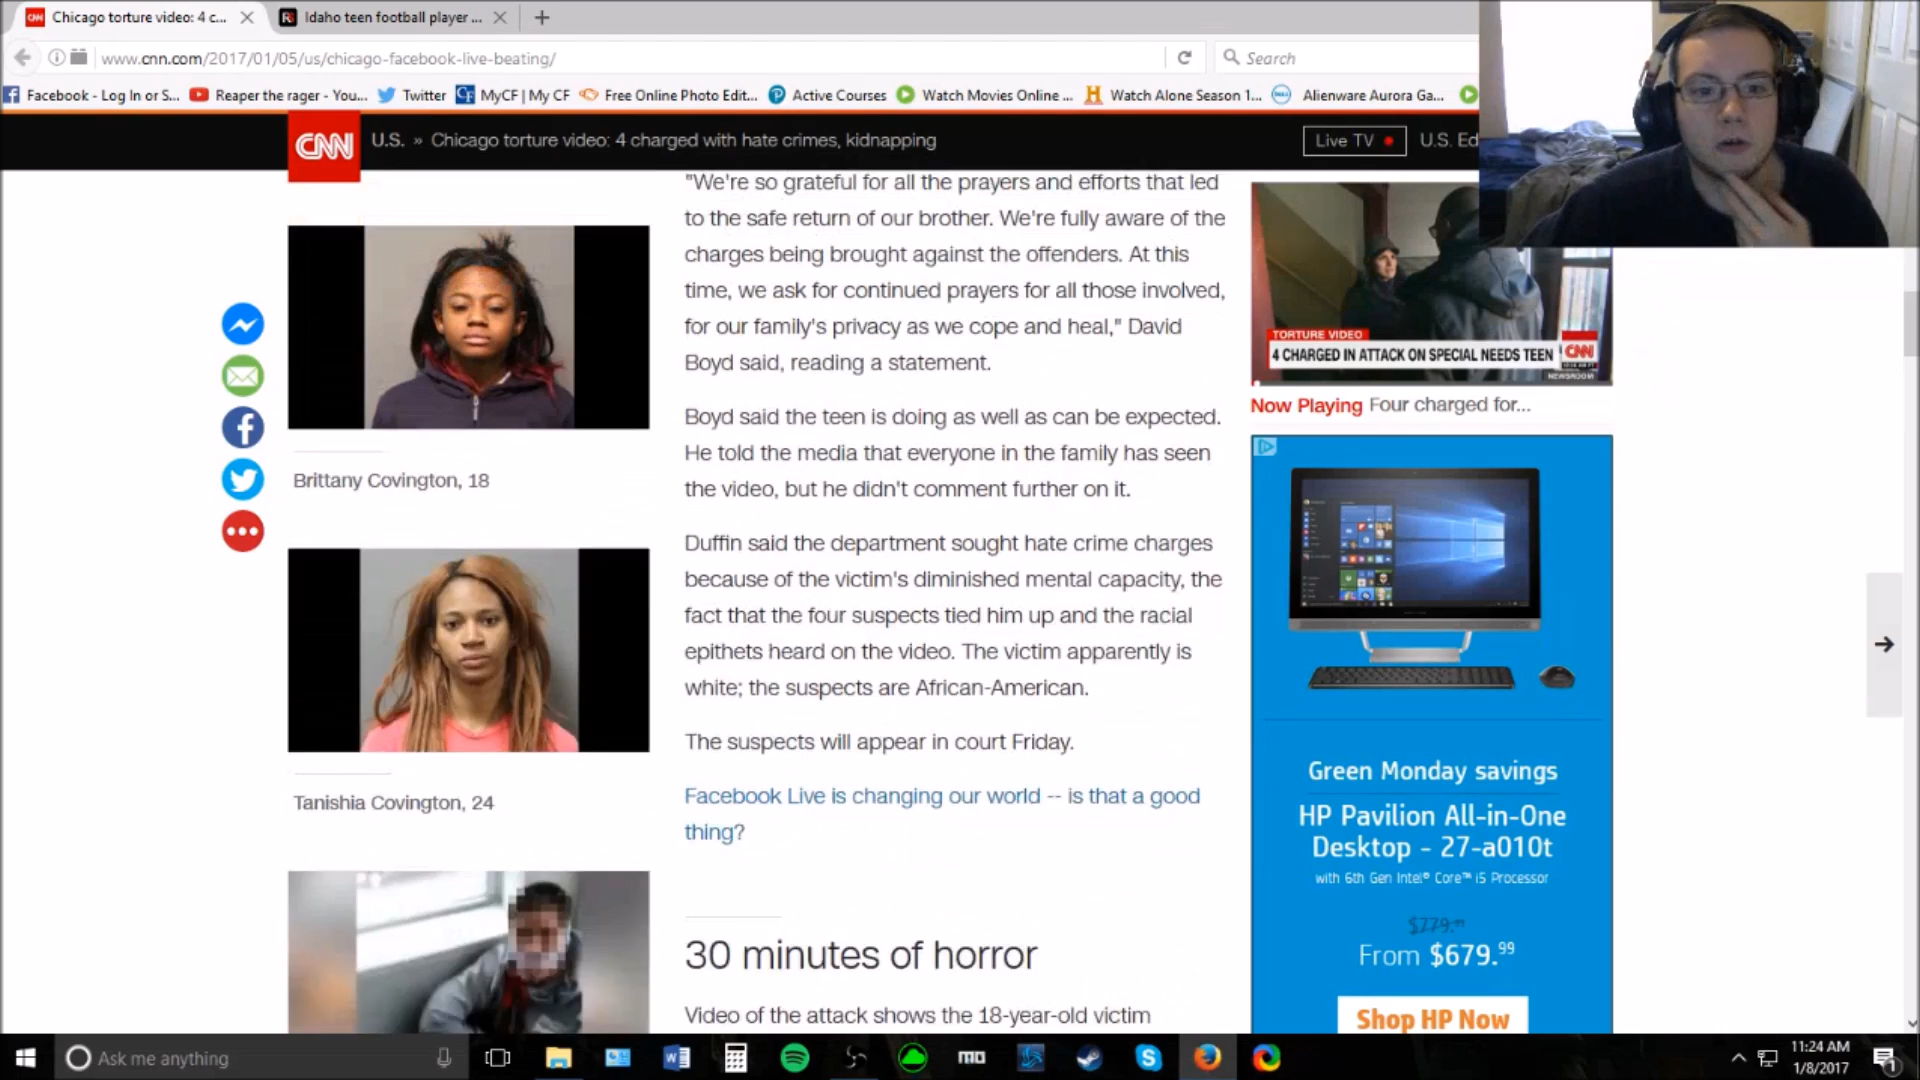 Chicago torture video: 4 c...
Idaho teen football player ...
www.cnn.com/2017/01/05/us/chicago-facebook-live-beating/
Search
Facebook - Log In or S...
Reaper the rager - You...
Twitter
MyCF | My CF
Free Online Photo Edit...
Active Courses
Watch Movies Online ...
Watch Alone Season 1...
Alienware Aurora Ga...
CNN
U.S. » Chicago torture video: 4 charged with hate crimes, kidnapping
Live TV
U.S. Ed
"We're so grateful for all the prayers and efforts that led
to the safe return of our brother. We're fully aware of the
charges being brought against the offenders. At this
time, we ask for continued prayers for all those involved,
for our family's privacy as we cope and heal," David
Boyd said, reading a statement.
Boyd said the teen is doing as well as can be expected.
He told the media that everyone in the family has seen
the video, but he didn't comment further on it.
Duffin said the department sought hate crime charges
because of the victim's diminished mental capacity, the
fact that the four suspects tied him up and the racial
epithets heard on the video. The victim apparently is
white; the suspects are African-American.
The suspects will appear in court Friday.
Facebook Live is changing our world -- is that a good
thing?
30 minutes of horror
Video of the attack shows the 18-year-old victim
Brittany Covington, 18
Tanishia Covington, 24
TORTURE VIDEO
4 CHARGED IN ATTACK ON SPECIAL NEEDS TEEN
CNN
NEWSROOM
Now Playing Four charged for...
Green Monday savings
HP Pavilion All-in-One
Desktop - 27-a010t
with 6th Gen Intel® Core™ i5 Processor
From $679.99
Shop HP Now
Ask me anything
11:24 AM
1/8/2017